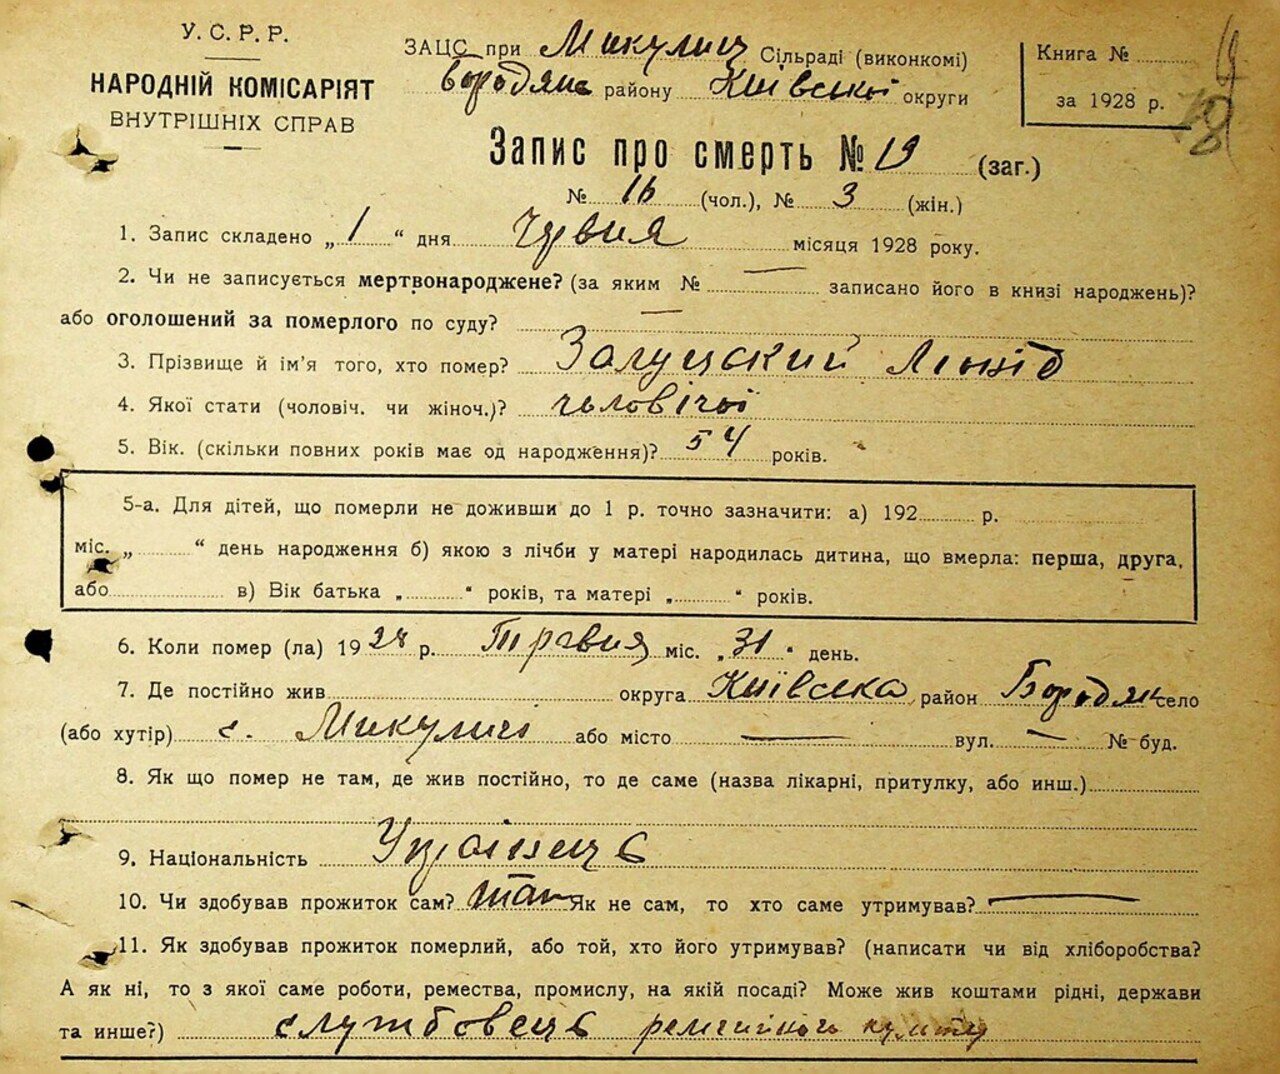 У. С. Р. Р.
НАРОДНІЙ КОМІСАРІЯТ
ВНУТРІШНІХ СПРАВ
ЗАЦС при Микулич Сільраді (виконкомі)
Бородян району Київської округи
Книга №
за 1928 р.
Запис про смерть № 19 (заг.)
№ 16 (чол.), № 3 (жін.)
1. Запис складено „ 1 “ дня Червня місяця 1928 року.
2. Чи не записується мертвонароджене? (за яким № — записано його в книзі народжень)?
або оголошений за померлого по суду? —
3. Прізвище й ім'я того, хто помер? Залуцский Леонід
4. Якої стати (чоловіч. чи жіноч.)? чоловічої
5. Вік. (скільки повних років має од народження)? 54 років.
5-а. Для дітей, що померли не доживши до 1 р. точно зазначити: а) 192 р.
міс. „ “ день народження б) якою з лічби у матері народилась дитина, що вмерла: перша, друга,
або в) Вік батька „ “ років, та матері „ “ років.
6. Коли помер (ла) 1928 р. Травня міс. „ 31 “ день.
7. Де постійно жив округа Київська район Бородян село
(або хутір) с. Микуличі або місто — вул. — № буд.
8. Як що помер не там, де жив постійно, то де саме (назва лікарні, притулку, або инш.)
9. Національність Українець
10. Чи здобував прожиток сам? так Як не сам, то хто саме утримував? —
11. Як здобував прожиток померлий, або той, хто його утримував? (написати чи від хліборобства?
А як ні, то з якої саме роботи, ремества, промислу, на якій посаді? Може жив коштами рідні, держави
та инше?) службовець религійного культу